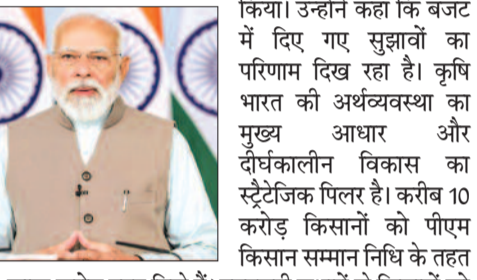 किया। उन्होंने कहा कि बजट
में दिए गए सुझावों का
परिणाम दिख रहा है। कृषि
भारत की अर्थव्यवस्था का
मुख्य आधार और
दीर्घकालीन विकास का
स्ट्रैटेजिक पिलर है। करीब 10
करोड़ किसानों को पीएम
किसान सम्मान निधि के तहत